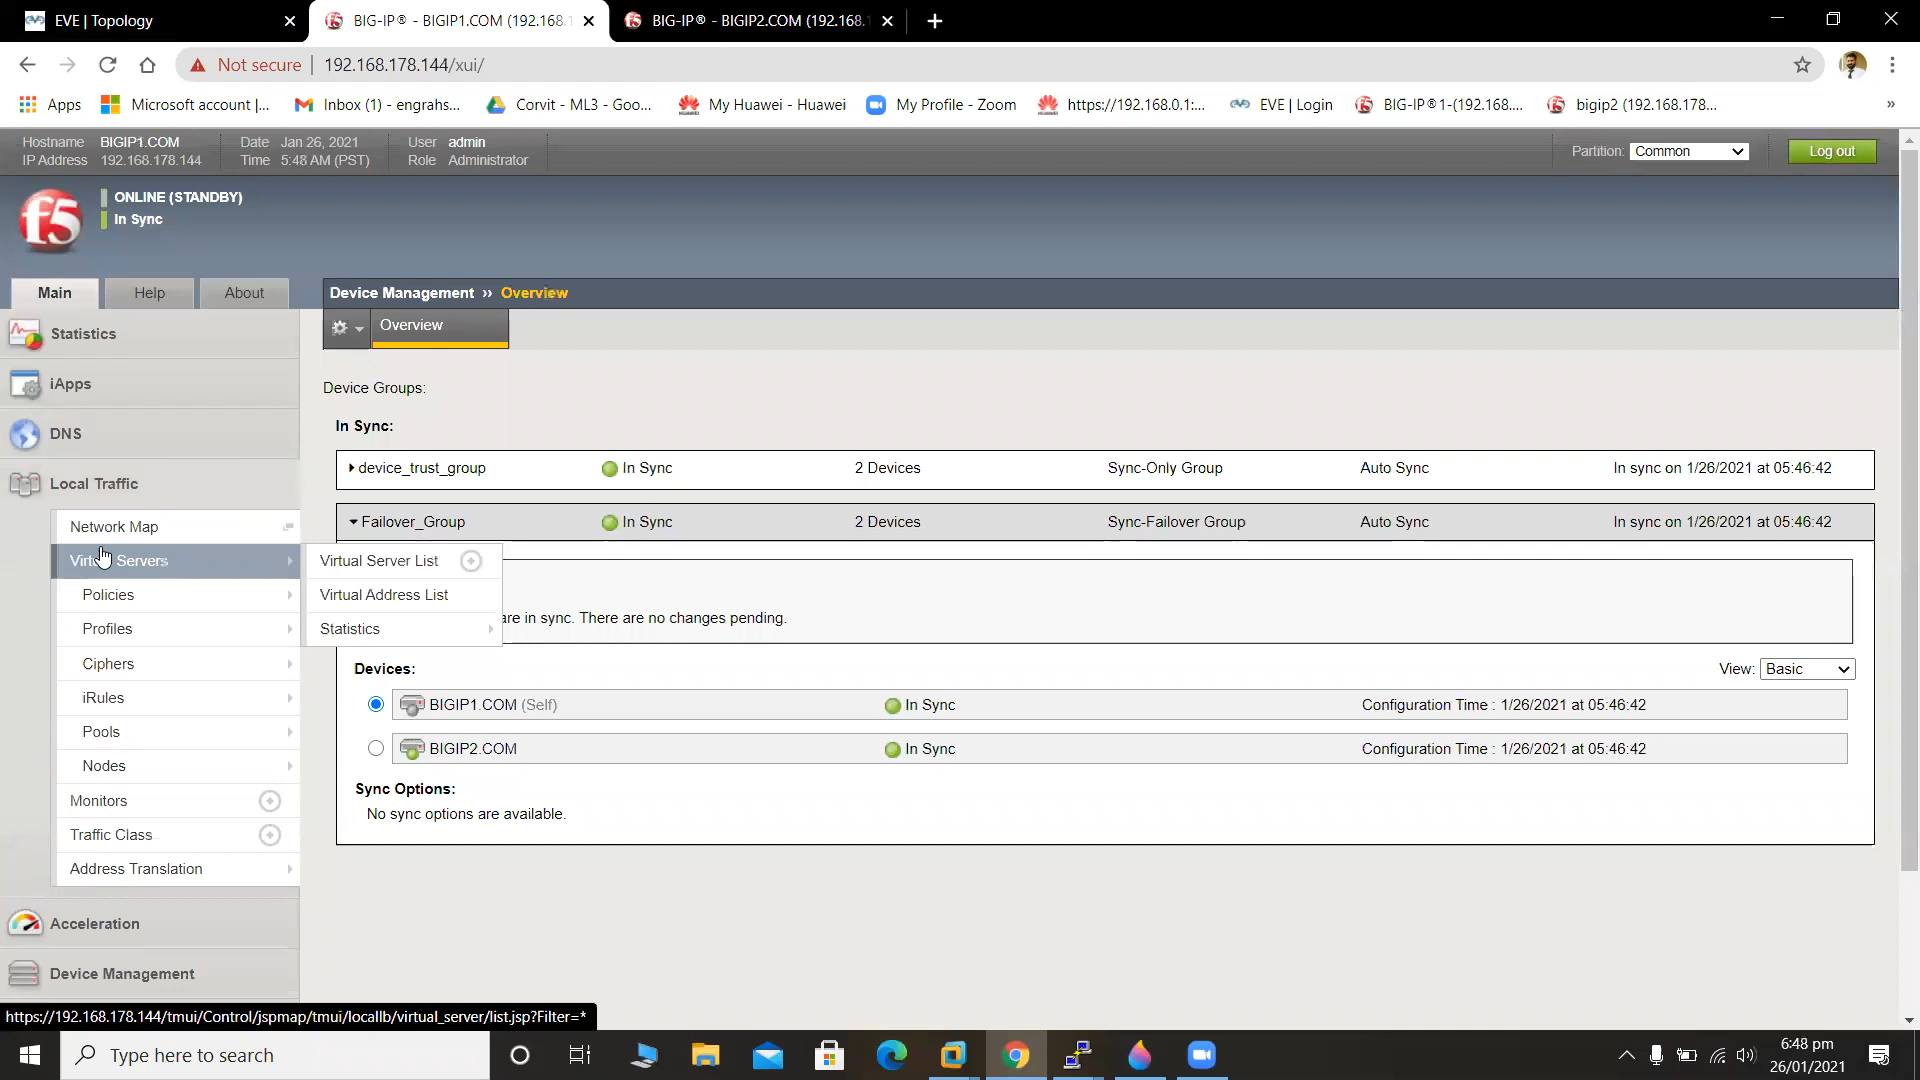 EVE | Topology
BIG-IP® - BIGIP1.COM (192.168.1
BIG-IP® - BIGIP2.COM (192.168.1
Not secure
192.168.178.144/xui/
Apps
Microsoft account |...
Inbox (1) - engrahs...
Corvit - ML3 - Goo...
My Huawei - Huawei
My Profile - Zoom
https://192.168.0.1:...
EVE | Login
BIG-IP®1-(192.168....
bigip2 (192.168.178...
»
Hostname BIGIP1.COM
IP Address 192.168.178.144
Date Jan 26, 2021
Time 5:48 AM (PST)
User admin
Role Administrator
Partition: Common
Log out
f5
ONLINE (STANDBY)
In Sync
Main
Help
About
Device Management » Overview
Overview
Statistics
iApps
DNS
Local Traffic
Network Map
Virtual Servers
Policies
Profiles
Ciphers
iRules
Pools
Nodes
Monitors
Traffic Class
Address Translation
Acceleration
Device Management
Virtual Server List
Virtual Address List
Statistics
Device Groups:
In Sync:
device_trust_group In Sync 2 Devices Sync-Only Group Auto Sync In sync on 1/26/2021 at 05:46:42
Failover_Group In Sync 2 Devices Sync-Failover Group Auto Sync In sync on 1/26/2021 at 05:46:42
are in sync. There are no changes pending.
Devices:
View: Basic
BIGIP1.COM (Self) In Sync Configuration Time : 1/26/2021 at 05:46:42
BIGIP2.COM In Sync Configuration Time : 1/26/2021 at 05:46:42
Sync Options:
No sync options are available.
https://192.168.178.144/tmui/Control/jspmap/tmui/locallb/virtual_server/list.jsp?Filter=*
Type here to search
6:48 pm
26/01/2021